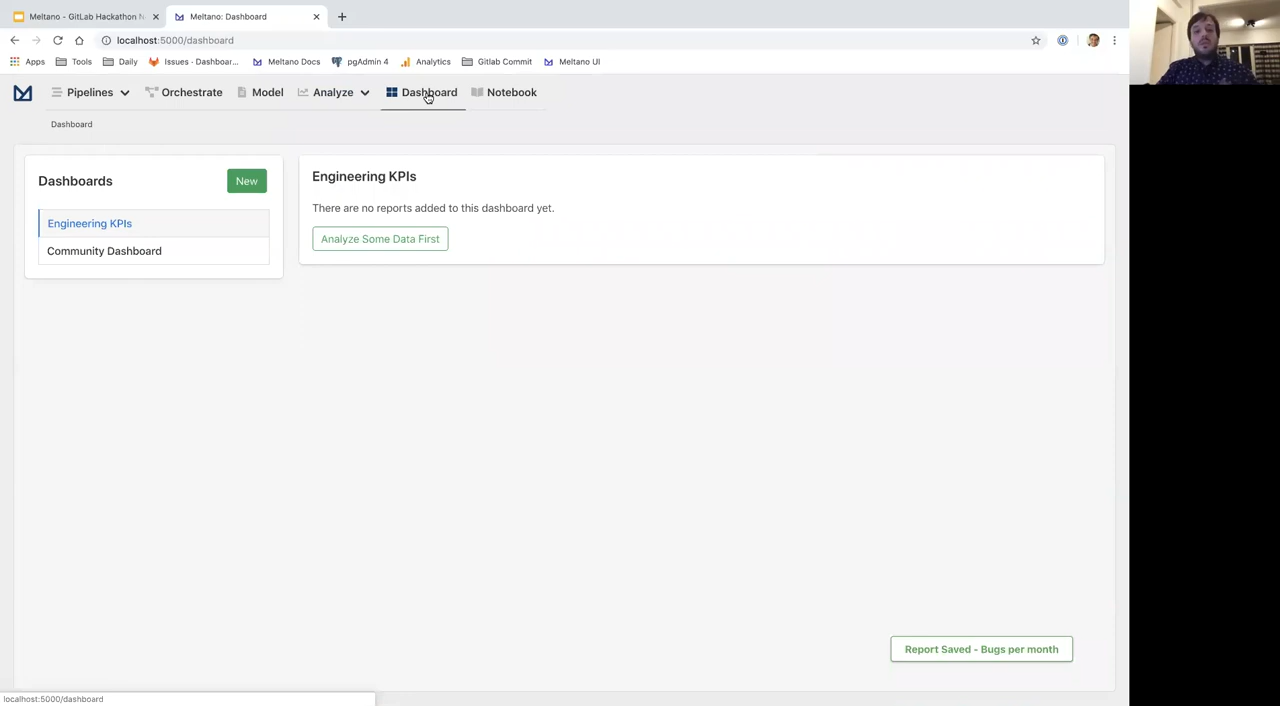 Meltano - GitLab Hackathon N
Meltano: Dashboard
localhost:5000/dashboard
Apps Tools Daily Issues · Dashboar... Meltano Docs pgAdmin 4 Analytics Gitlab Commit Meltano UI
Pipelines Orchestrate Model Analyze Dashboard Notebook
Dashboard
Dashboards
New
Engineering KPIs
Community Dashboard
Engineering KPIs
There are no reports added to this dashboard yet.
Analyze Some Data First
Report Saved - Bugs per month
localhost:5000/dashboard